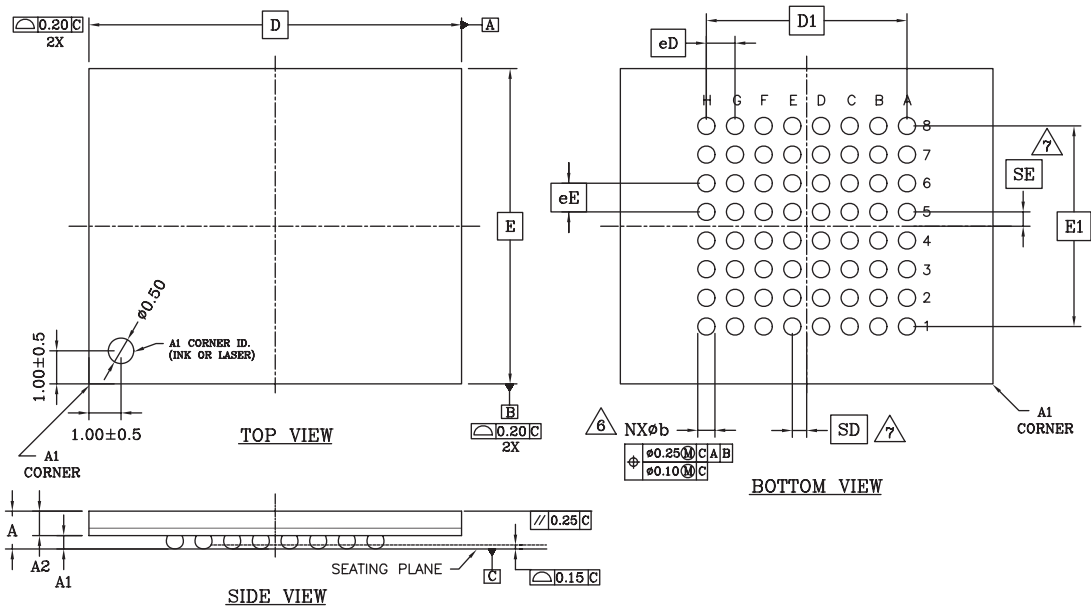 ⌓ 0.20 C
2X
D
A
E
ø0.50
A1 CORNER ID.
(INK OR LASER)
1.00±0.5
1.00±0.5
A1
CORNER
TOP VIEW
B
⌓ 0.20 C
2X
D1
eD
H G F E D C B A
8
7
6
5
4
3
2
1
7
SE
eE
E1
6
NXøb
⌖ ø0.25Ⓜ C A B
ø0.10Ⓜ C
SD
7
A1
CORNER
BOTTOM VIEW
A
A2
A1
// 0.25 C
SEATING PLANE
C
⌓ 0.15 C
SIDE VIEW